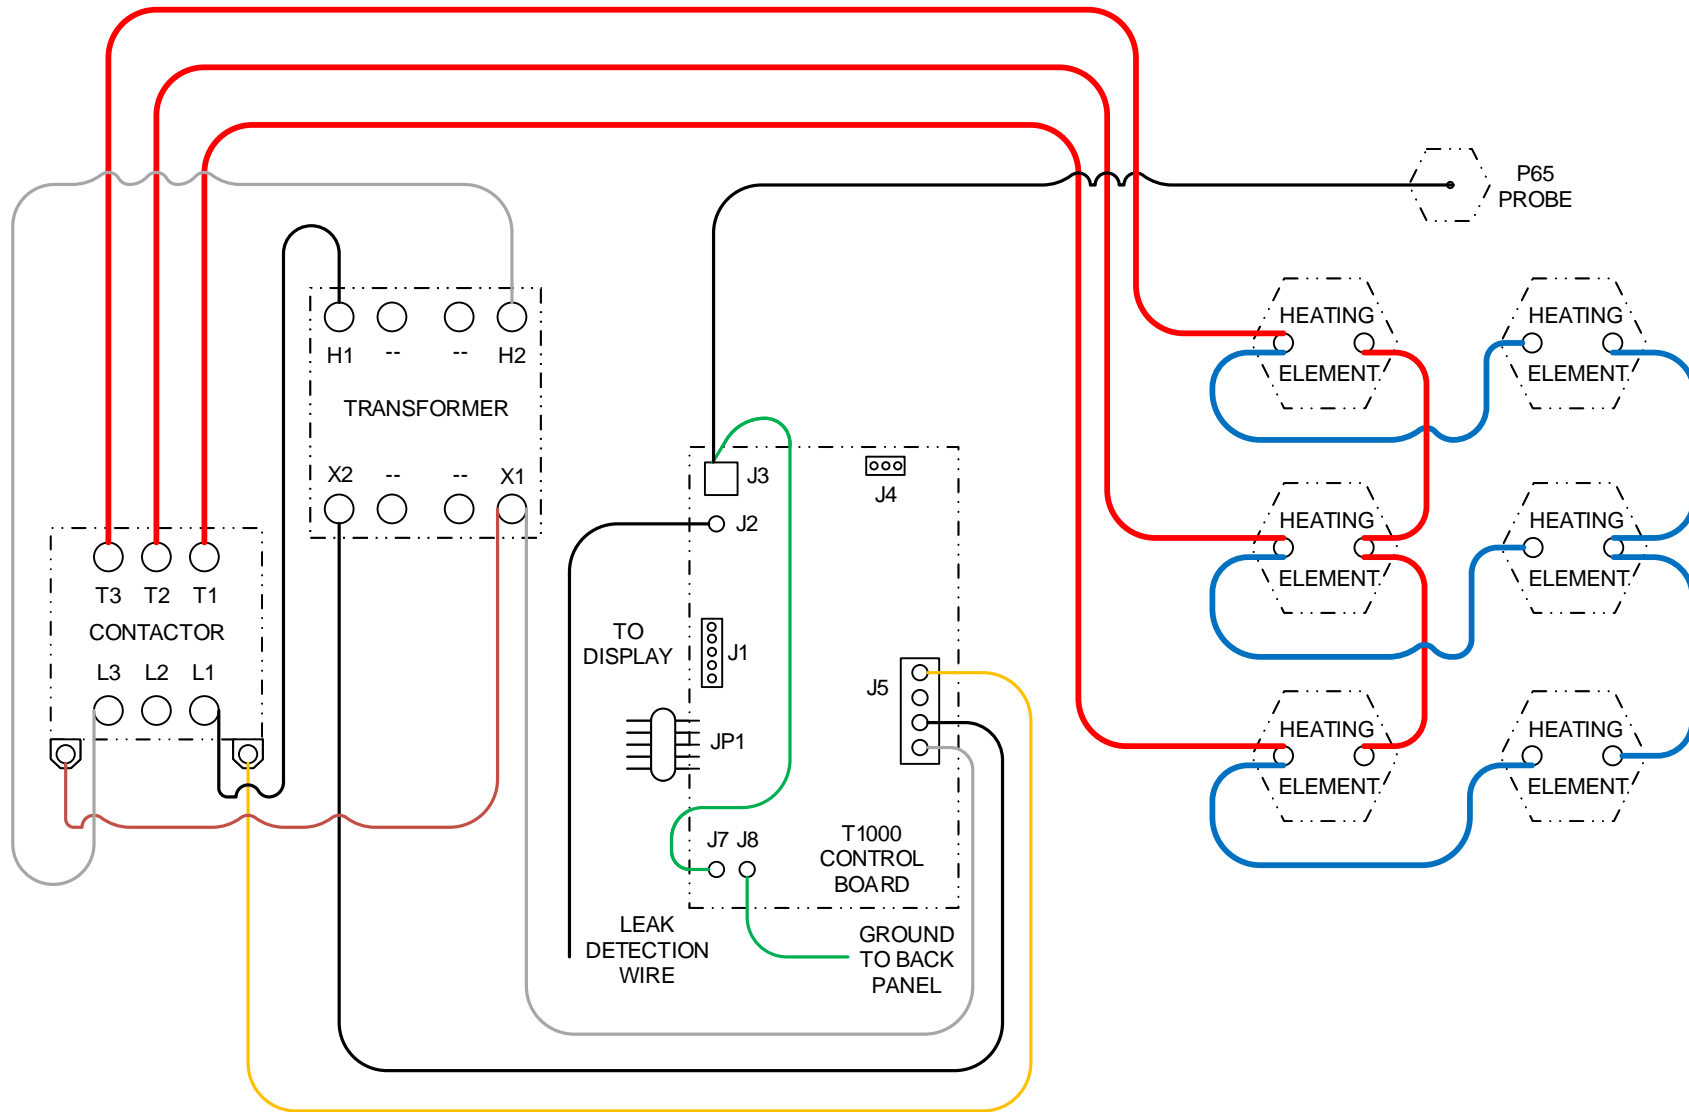 P65
PROBE
HEATING
ELEMENT
HEATING
ELEMENT
H1
--
--
H2
TRANSFORMER
X2
--
--
X1
J3
J4
J2
HEATING
ELEMENT
HEATING
ELEMENT
T3
T2
T1
CONTACTOR
L3
L2
L1
TO
DISPLAY
J1
J5
JP1
HEATING
ELEMENT
HEATING
ELEMENT
J7
J8
T1000
CONTROL
BOARD
LEAK
DETECTION
WIRE
GROUND
TO BACK
PANEL